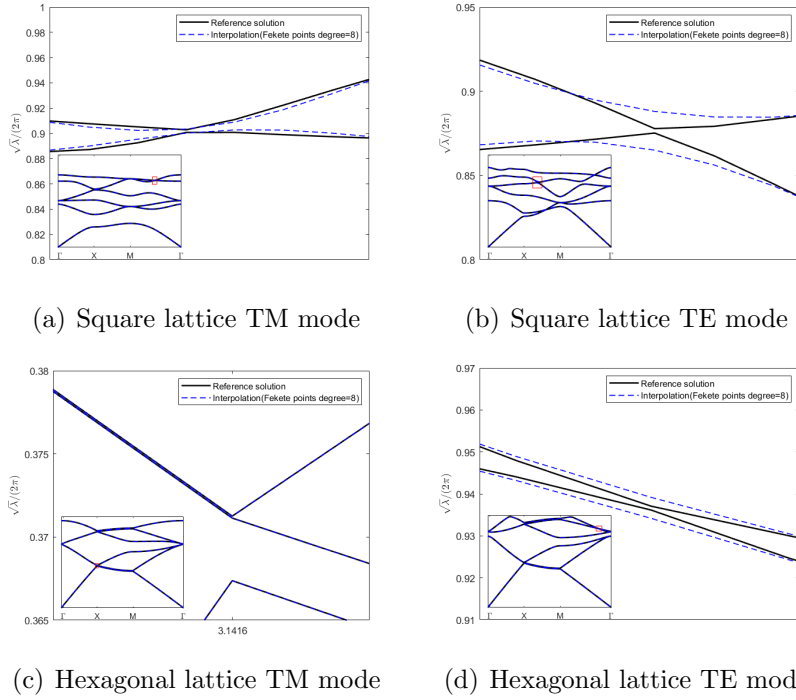 1
0.98
0.96
0.94
0.92
0.9
0.88
0.86
0.84
0.82
0.8
√λ/(2π)
Reference solution
Interpolation(Fekete points degree=8)
Γ X M Γ
(a) Square lattice TM mode
0.95
0.9
0.85
0.8
√λ/(2π)
Reference solution
Interpolation(Fekete points degree=8)
Γ X M Γ
(b) Square lattice TE mode
0.38
0.375
0.37
0.365
√λ/(2π)
Reference solution
Interpolation(Fekete points degree=8)
Γ X M Γ
3.1416
(c) Hexagonal lattice TM mode
0.97
0.96
0.95
0.94
0.93
0.92
0.91
√λ/(2π)
Reference solution
Interpolation(Fekete points degree=8)
Γ X M Γ
(d) Hexagonal lattice TE mod